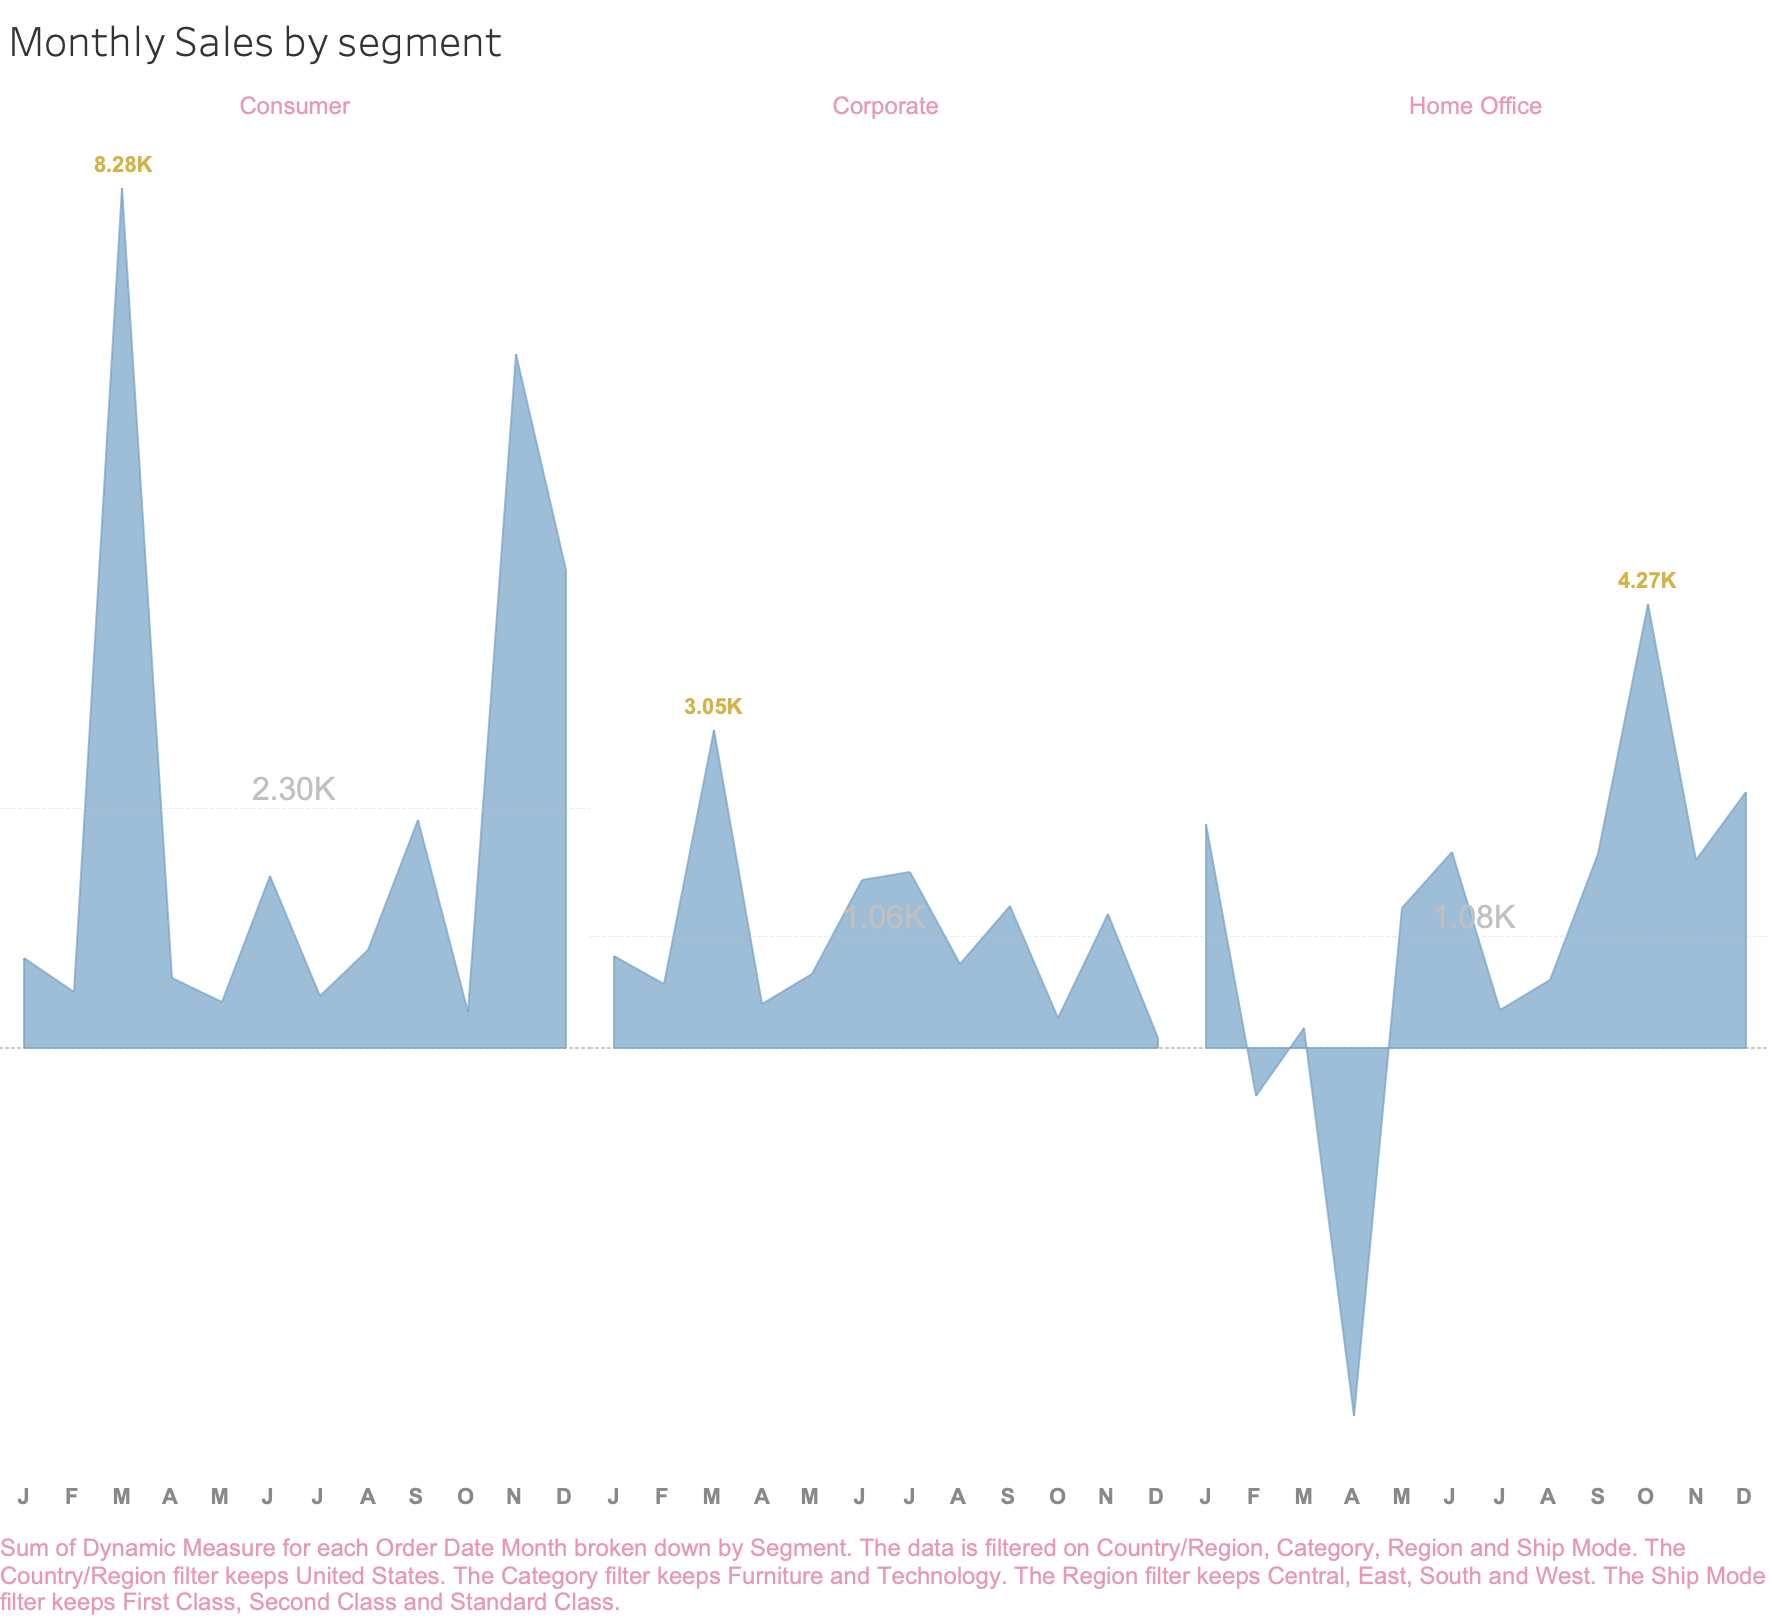 Monthly Sales by segment
Consumer Corporate Home Office
8.28K
4.27K
3.05K
2.30K
1.06K 1.08K
J F M A M J J A S O N D J F M A M J J A S O N D J F M A M J J A S O N D
Sum of Dynamic Measure for each Order Date Month broken down by Segment. The data is filtered on Country/Region, Category, Region and Ship Mode. The
Country/Region filter keeps United States. The Category filter keeps Furniture and Technology. The Region filter keeps Central, East, South and West. The Ship Mode
filter keeps First Class, Second Class and Standard Class.